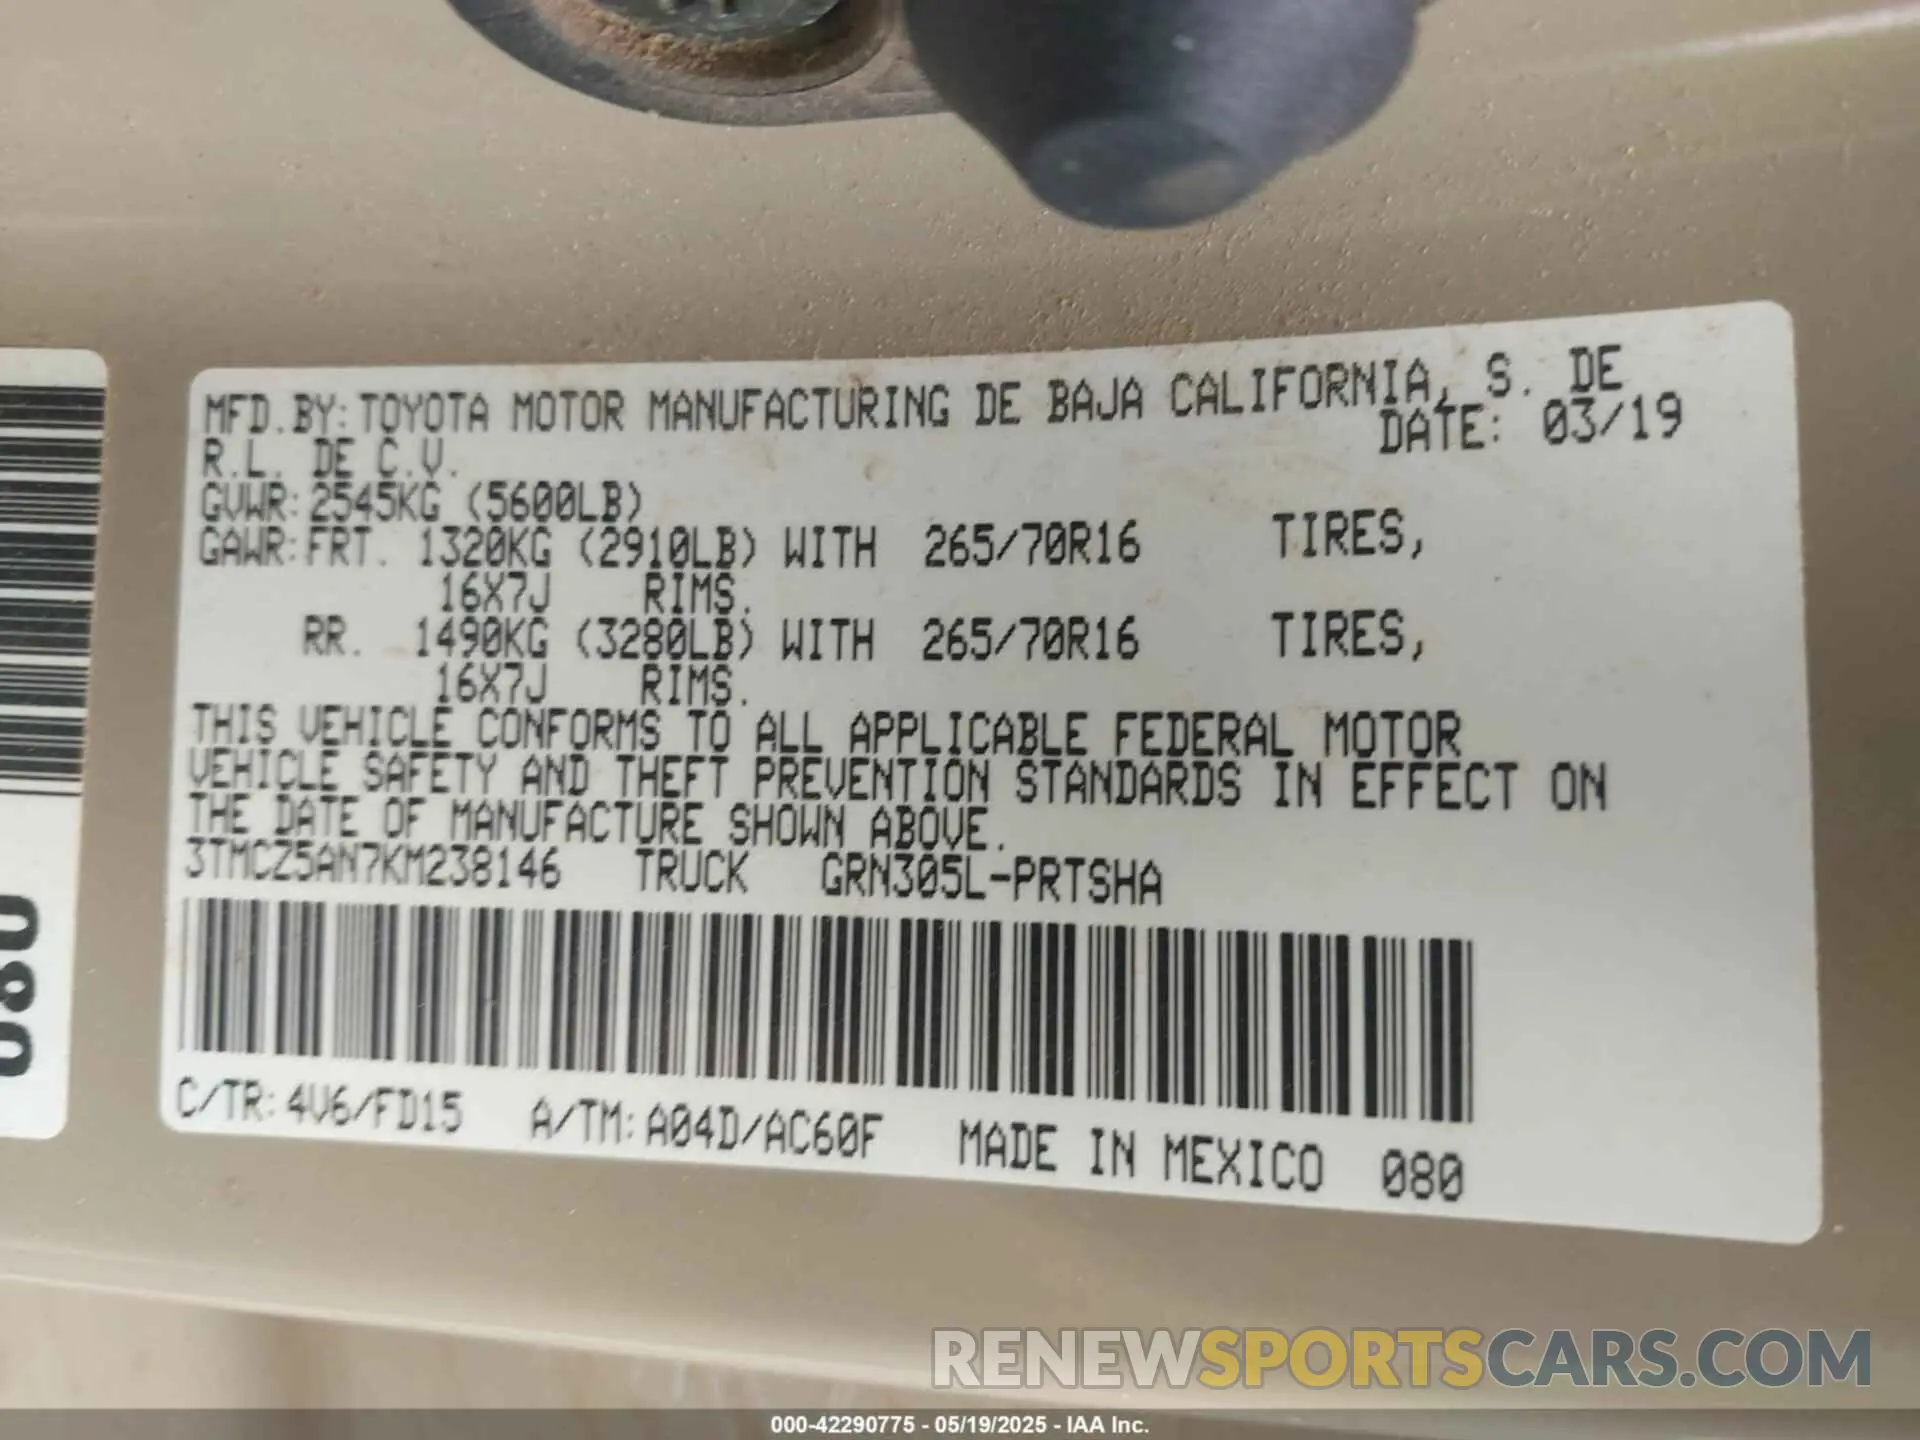 MFD.BY:TOYOTA MOTOR MANUFACTURING DE BAJA CALIFORNIA, S. DE
R.L. DE C.V. DATE: 03/19
GVWR:2545KG (5600LB)
GAWR:FRT. 1320KG (2910LB) WITH 265/70R16 TIRES,
16X7J RIMS.
RR. 1490KG (3280LB) WITH 265/70R16 TIRES,
16X7J RIMS.
THIS VEHICLE CONFORMS TO ALL APPLICABLE FEDERAL MOTOR
VEHICLE SAFETY AND THEFT PREVENTION STANDARDS IN EFFECT ON
THE DATE OF MANUFACTURE SHOWN ABOVE.
3TMCZ5AN7KM238146 TRUCK GRN305L-PRTSHA
C/TR:4V6/FD15 A/TM:A04D/AC60F MADE IN MEXICO 080
080
RENEWSPORTSCARS.COM
000-42290775 - 05/19/2025 - IAA Inc.